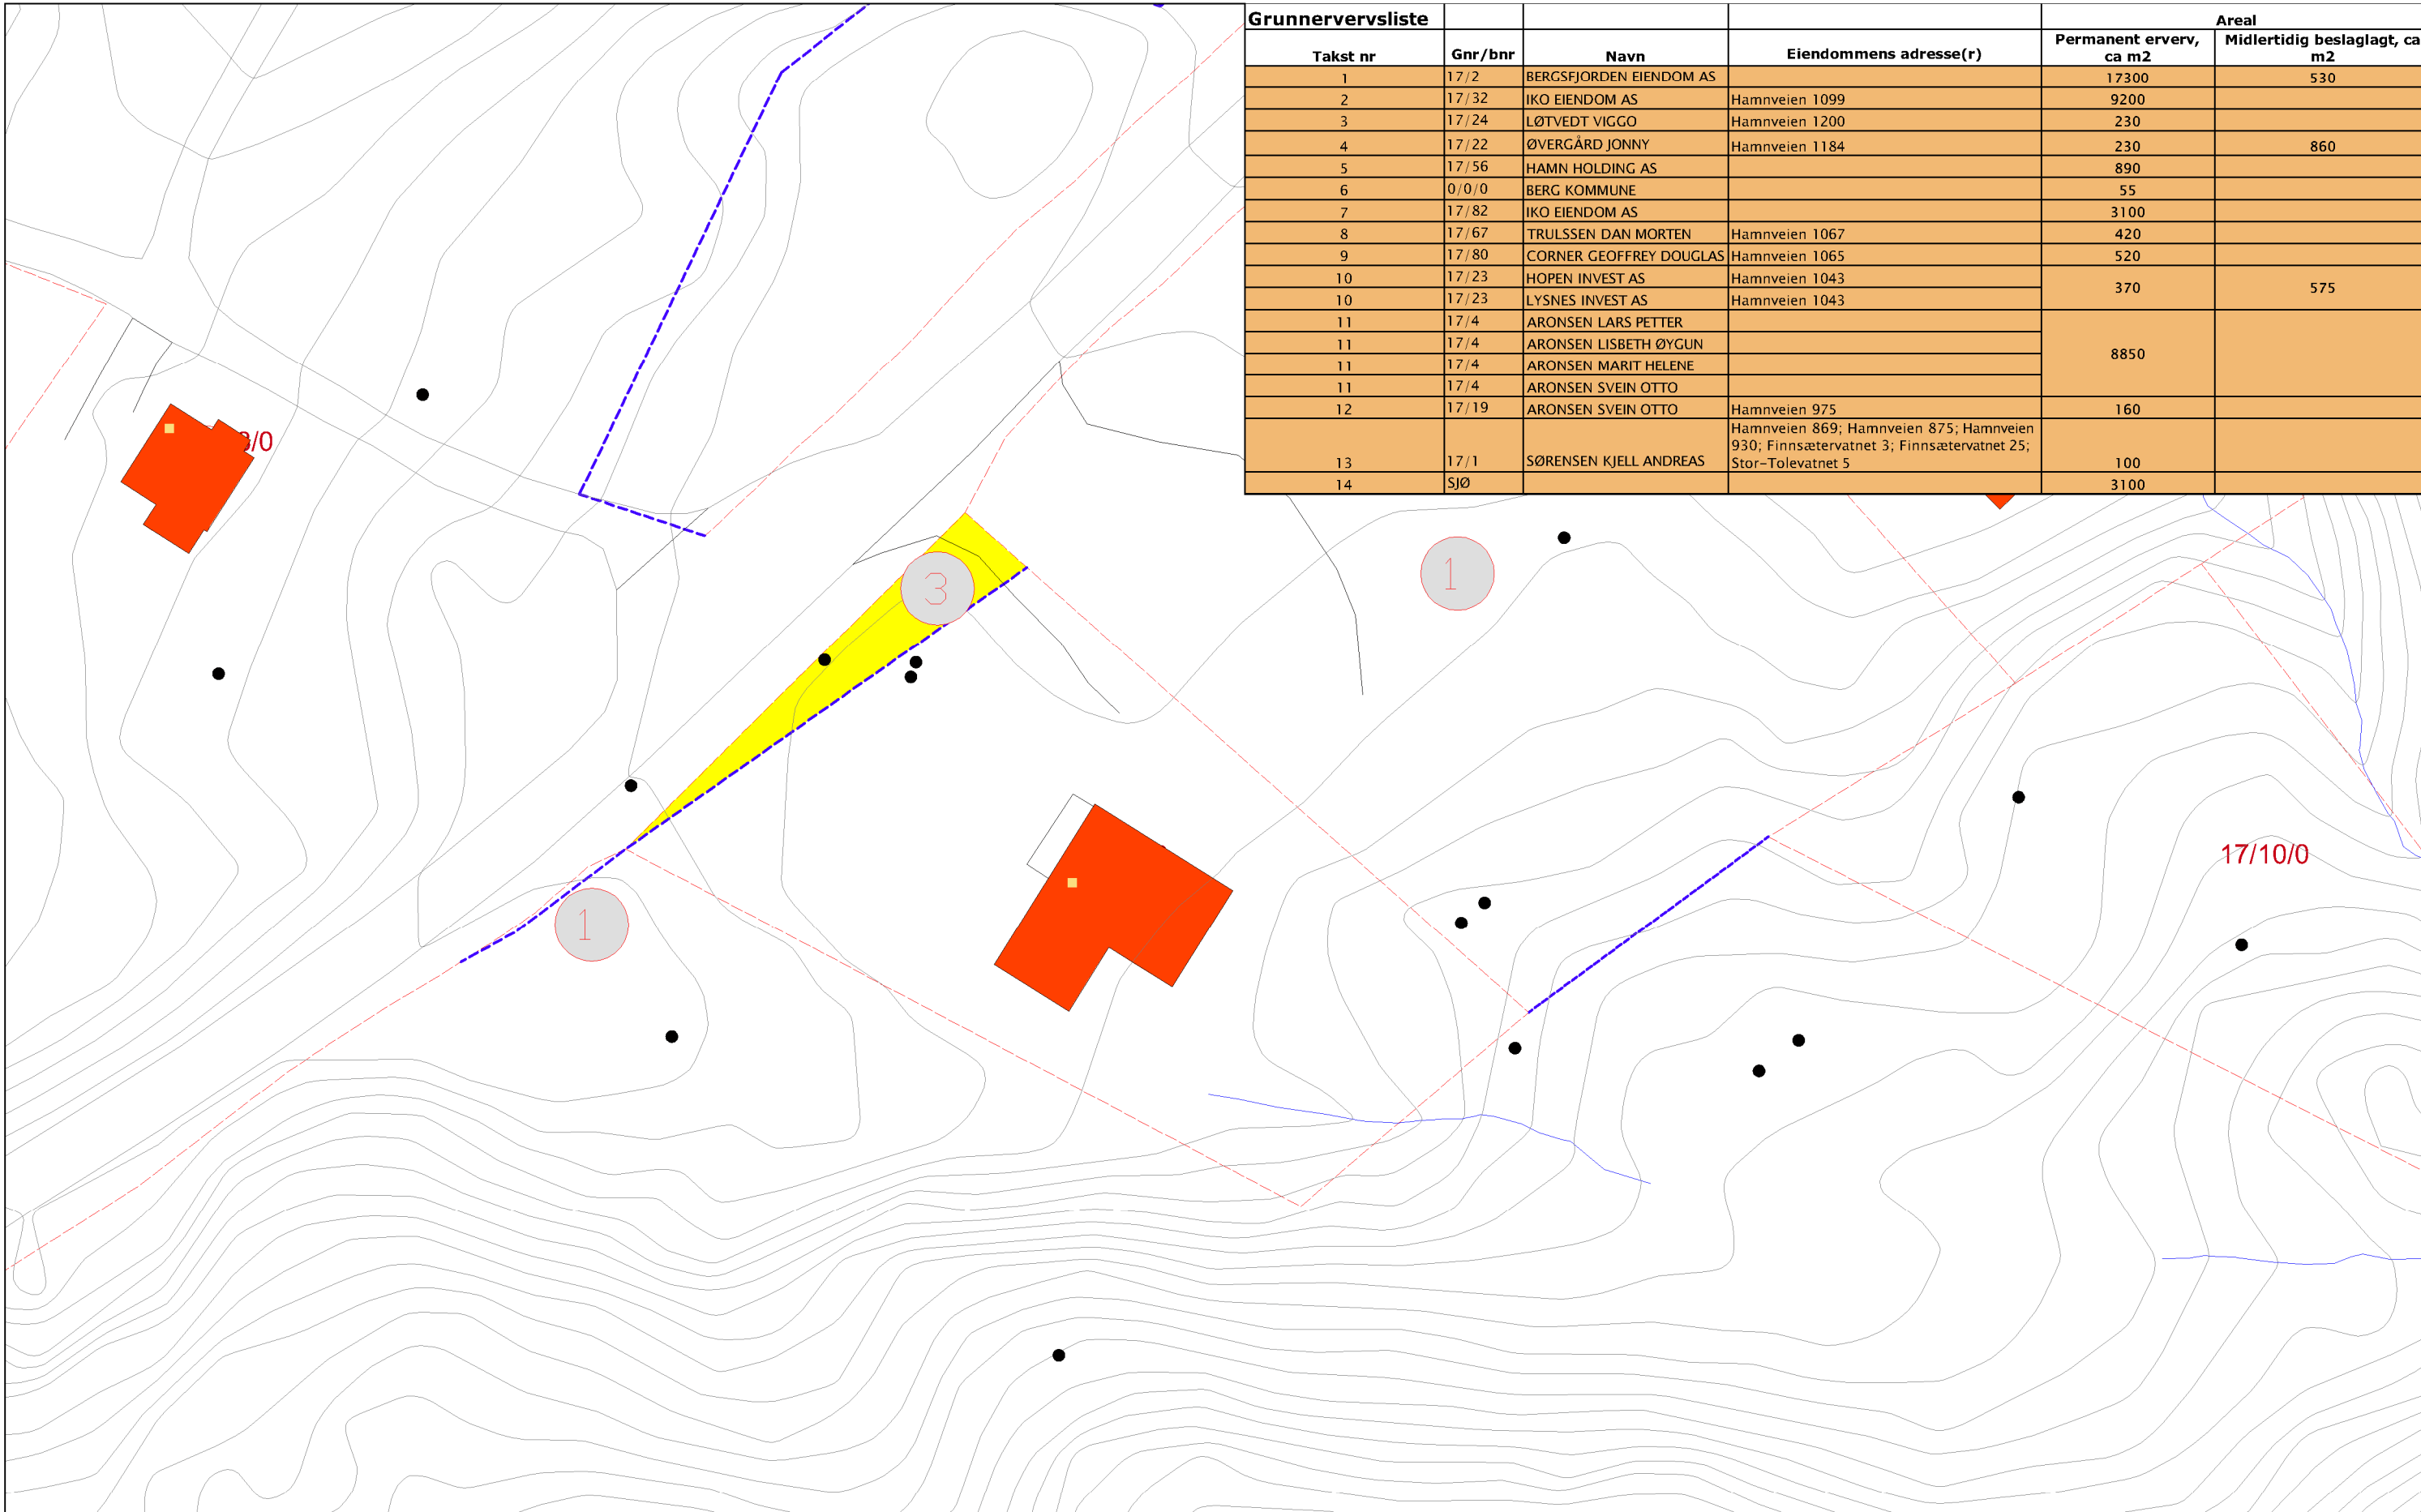 Grunnervervsliste Areal
Takst nr Gnr/bnr Navn Eiendommens adresse(r) Permanent erverv, ca m2 Midlertidig beslaglagt, ca m2
1 17/2 BERGSFJORDEN EIENDOM AS 17300 530
2 17/32 IKO EIENDOM AS Hamnveien 1099 9200
3 17/24 LØTVEDT VIGGO Hamnveien 1200 230
4 17/22 ØVERGÅRD JONNY Hamnveien 1184 230 860
5 17/56 HAMN HOLDING AS 890
6 0/0/0 BERG KOMMUNE 55
7 17/82 IKO EIENDOM AS 3100
8 17/67 TRULSSEN DAN MORTEN Hamnveien 1067 420
9 17/80 CORNER GEOFFREY DOUGLAS Hamnveien 1065 520
10 17/23 HOPEN INVEST AS Hamnveien 1043 370 575
10 17/23 LYSNES INVEST AS Hamnveien 1043
11 17/4 ARONSEN LARS PETTER 8850
11 17/4 ARONSEN LISBETH ØYGUN
11 17/4 ARONSEN MARIT HELENE
11 17/4 ARONSEN SVEIN OTTO
12 17/19 ARONSEN SVEIN OTTO Hamnveien 975 160
Hamnveien 869; Hamnveien 875; Hamnveien
930; Finnsætervatnet 3; Finnsætervatnet 25;
13 17/1 SØRENSEN KJELL ANDREAS Stor-Tolevatnet 5 100
14 SJØ 3100
/0
3
1
17/10/0
1